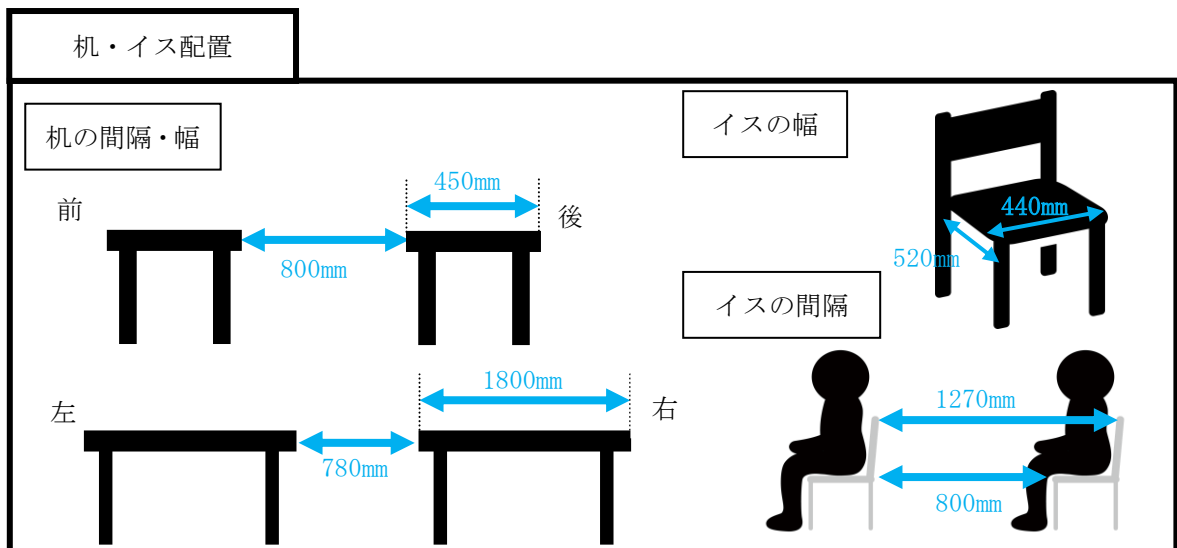 机・イス配置
机の間隔・幅
前
450mm
後
800mm
左
1800mm
右
780mm
イスの幅
440mm
520mm
イスの間隔
1270mm
800mm